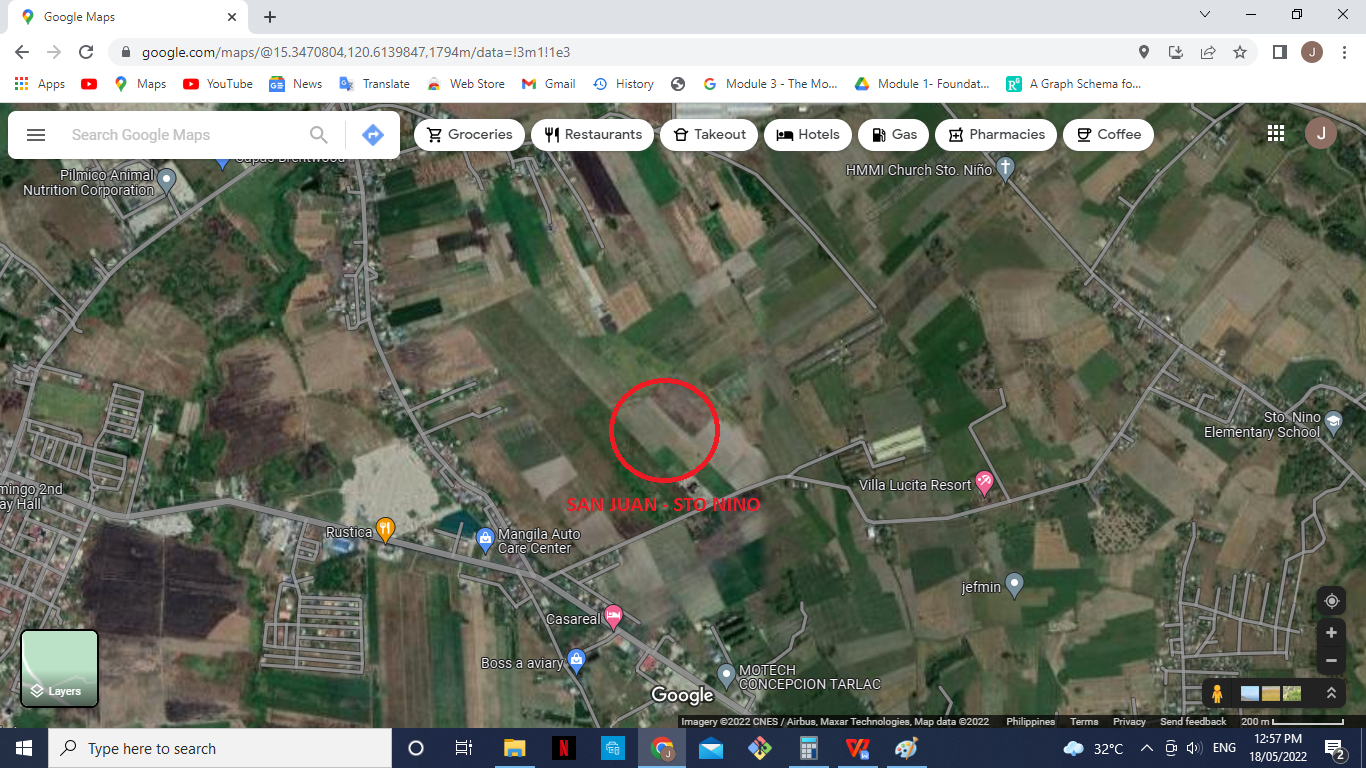 Google Maps
google.com/maps/@15.3470804,120.6139847,1794m/data=!3m1!1e3
J
Apps
Maps
YouTube
News
Translate
Web Store
Gmail
History
Module 3 - The Mo...
Module 1- Foundat...
A Graph Schema fo...
Search Google Maps
Groceries
Restaurants
Takeout
Hotels
Gas
Pharmacies
Coffee
J
Capas Brentwood
Pilmico Animal
Nutrition Corporation
HMMI Church Sto. Niño
Sto. Nino
Elementary School
mingo 2nd
ay Hall
Villa Lucita Resort
SAN JUAN - STO NINO
Rustica
Mangila Auto
Care Center
jefmin
Casareal
Boss a aviary
MOTECH
CONCEPCION TARLAC
Layers
Google
Imagery ©2022 CNES / Airbus, Maxar Technologies, Map data ©2022
Philippines
Terms
Privacy
Send feedback
200 m
Type here to search
32°C
ENG
12:57 PM
18/05/2022
2